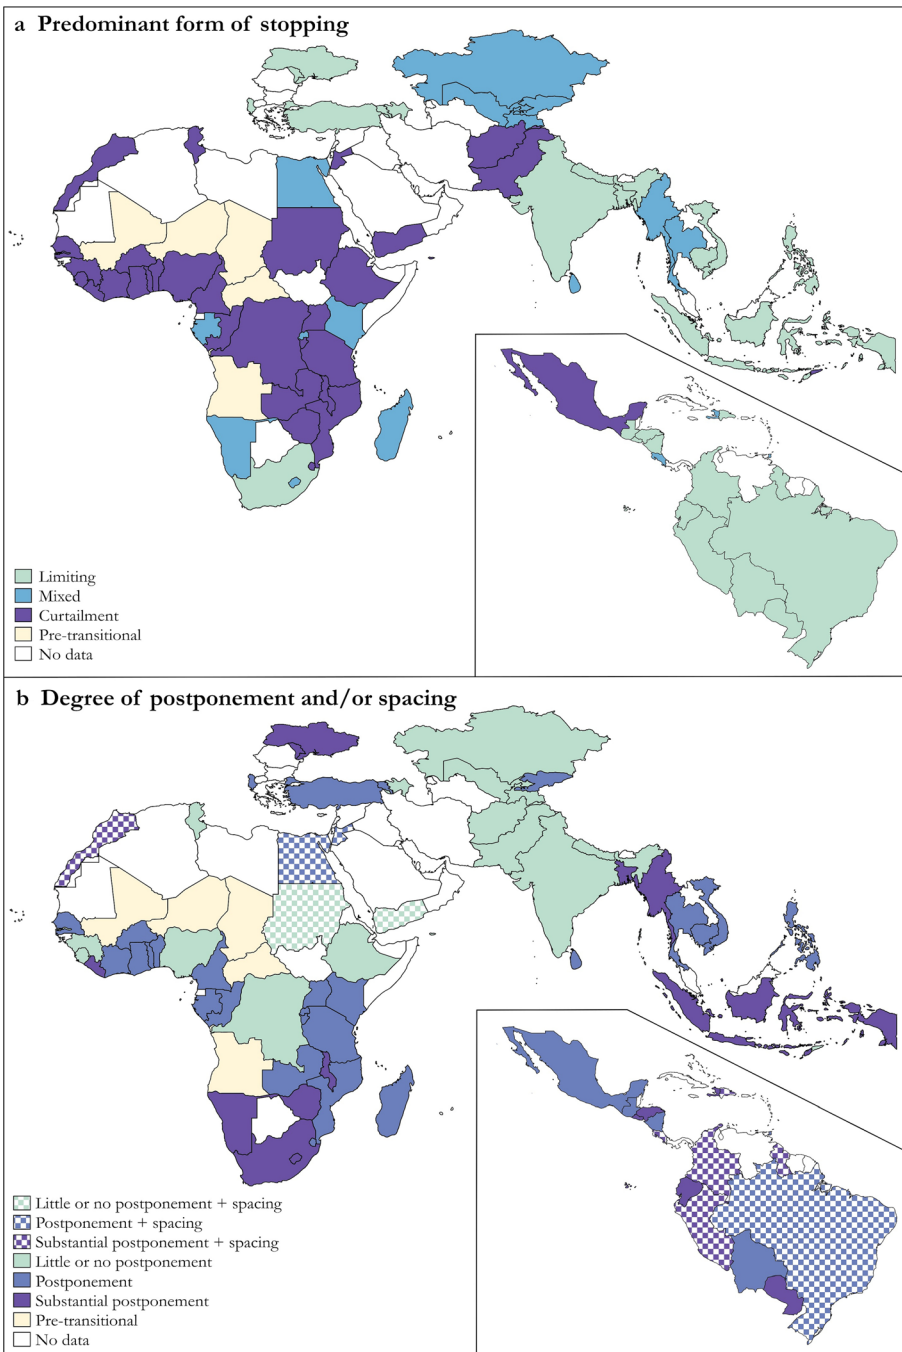 a Predominant form of stopping
Limiting
Mixed
Curtailment
Pre-transitional
No data
b Degree of postponement and/or spacing
Little or no postponement + spacing
Postponement + spacing
Substantial postponement + spacing
Little or no postponement
Postponement
Substantial postponement
Pre-transitional
No data